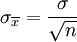 σ_x̅ = σ / √n